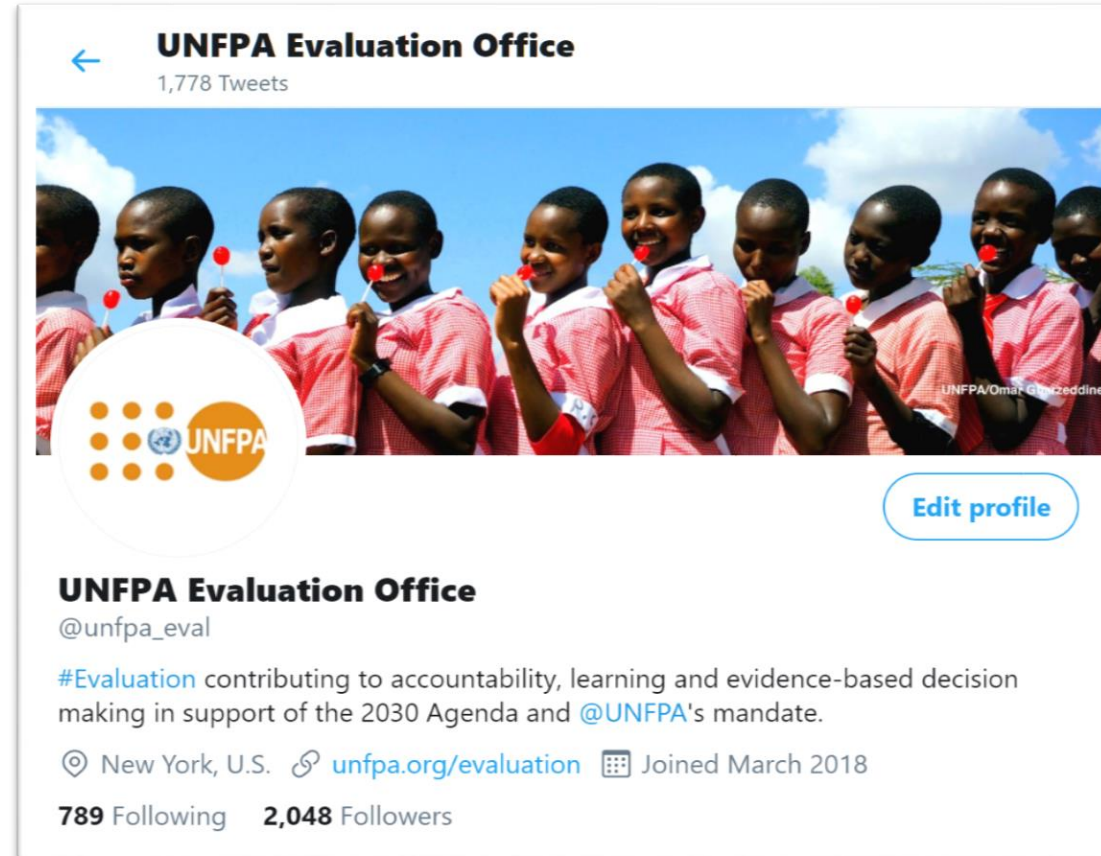 UNFPA Evaluation Office
1,778 Tweets
UNFPA/Omar Gharzeddine
UNFPA
Edit profile
UNFPA Evaluation Office
@unfpa_eval
#Evaluation contributing to accountability, learning and evidence-based decision
making in support of the 2030 Agenda and @UNFPA's mandate.
New York, U.S. unfpa.org/evaluation Joined March 2018
789 Following 2,048 Followers